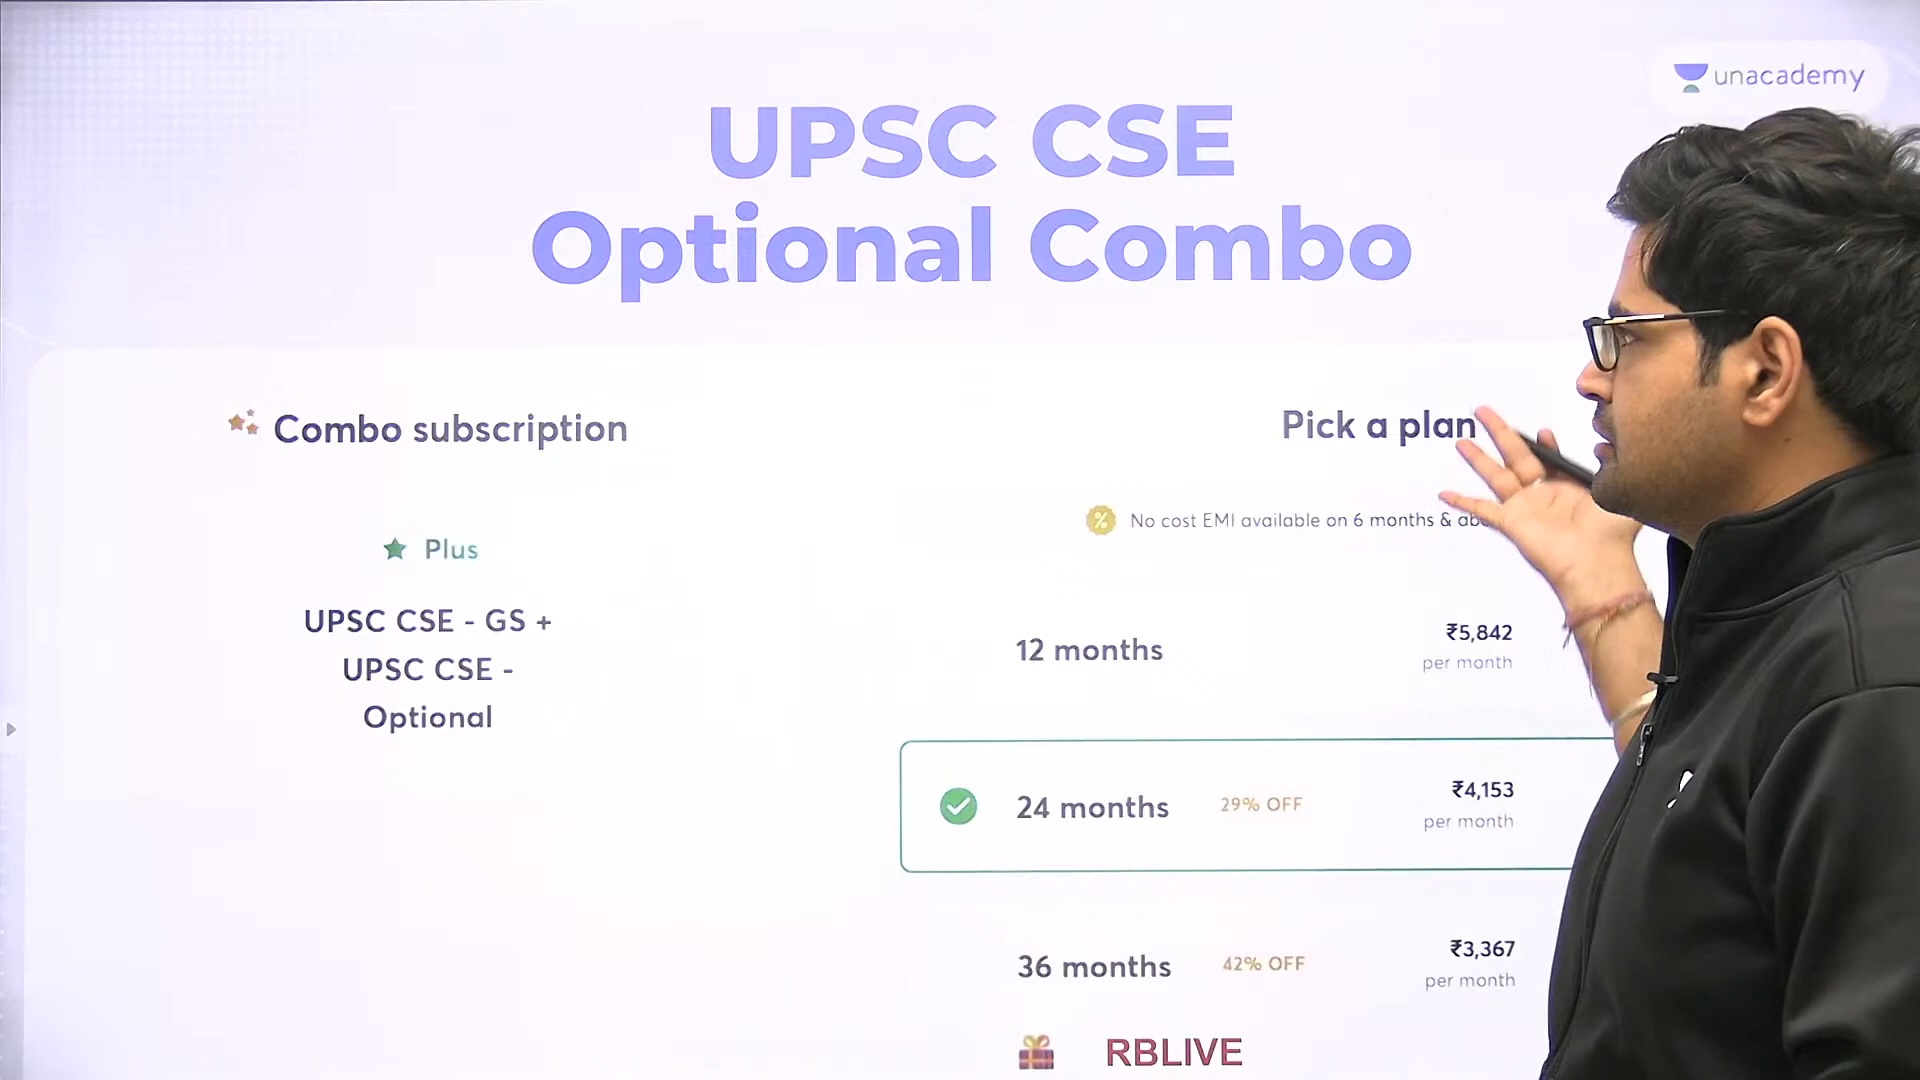 unacademy
UPSC CSE
Optional Combo
Combo subscription
Plus
UPSC CSE - GS +
UPSC CSE -
Optional
Pick a plan
No cost EMI available on 6 months &
12 months
₹5,842
per month
24 months
29% OFF
₹4,153
per month
36 months
42% OFF
₹3,367
per month
RBLIVE